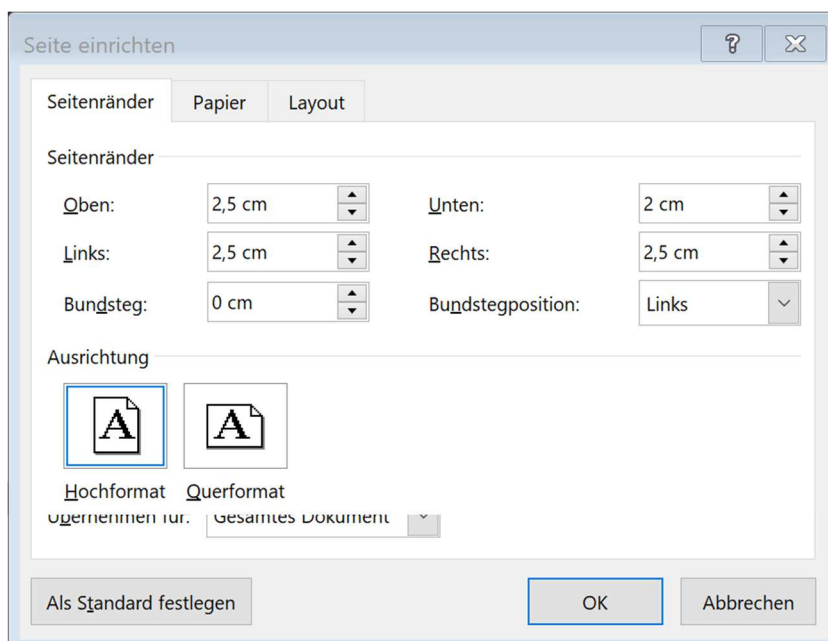 Seite einrichten
Seitenränder Papier Layout
Seitenränder
Oben: 2,5 cm Unten: 2 cm
Links: 2,5 cm Rechts: 2,5 cm
Bundsteg: 0 cm Bundstegposition: Links
Ausrichtung
A A
Hochformat Querformat
Übernehmen für: Gesamtes Dokument
Als Standard festlegen OK Abbrechen